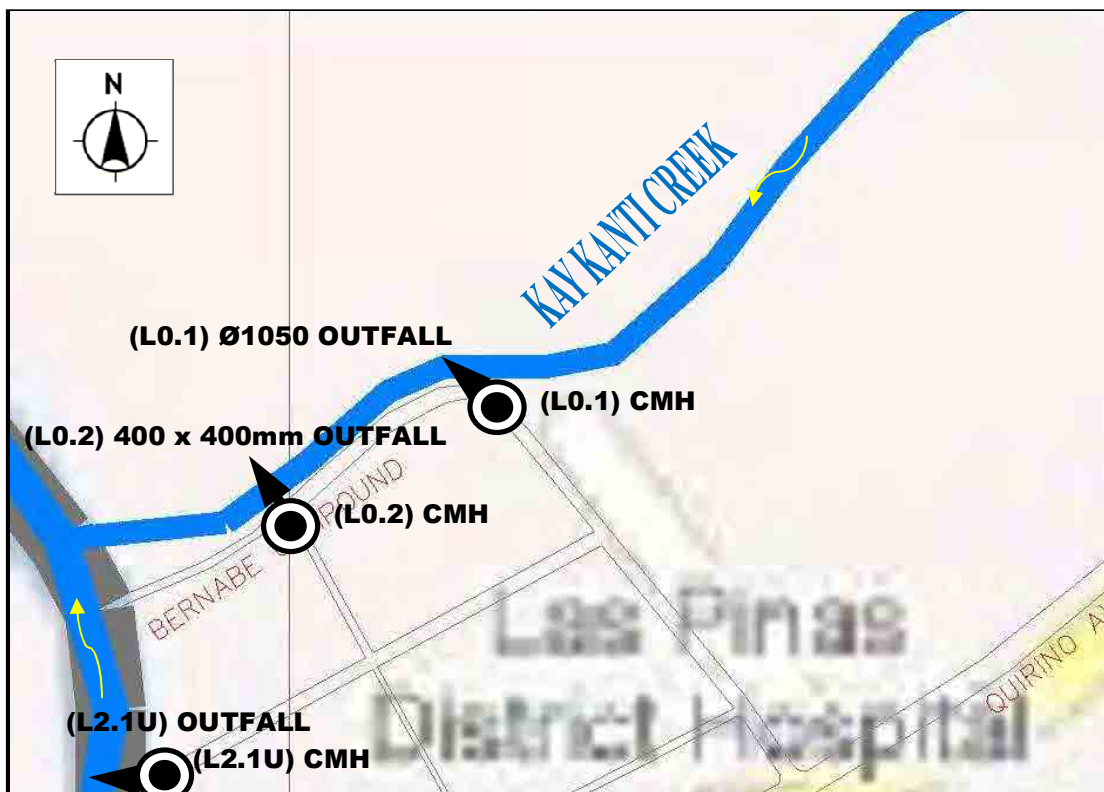 N
KAY KANTI CREEK
(L0.1) Ø1050 OUTFALL
(L0.1) CMH
(L0.2) 400 x 400mm OUTFALL
(L0.2) CMH
BERNABE
POUND
Las Pinas
District Hospital
QUIRINO
(L2.1U) OUTFALL
(L2.1U) CMH